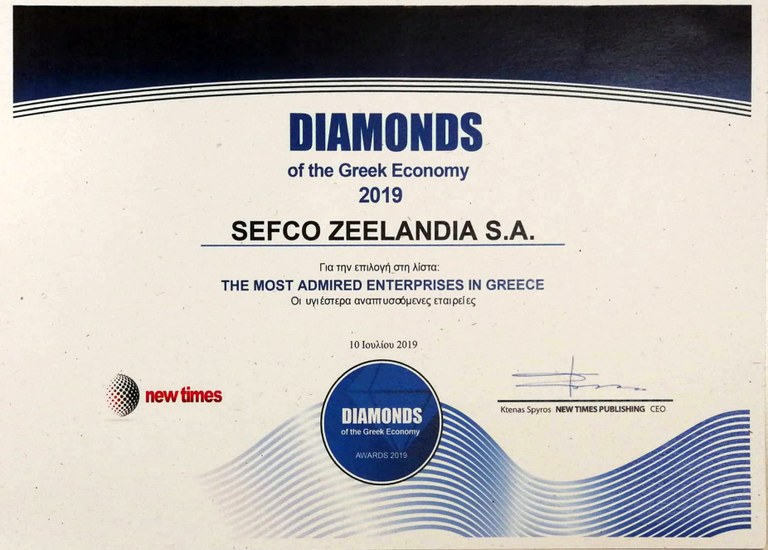 DIAMONDS
of the Greek Economy
2019
SEFCO ZEELANDIA S.A.
Για την επιλογή στη λίστα:
THE MOST ADMIRED ENTERPRISES IN GREECE
Οι υγιέστερα αναπτυσσόμενες εταιρείες
10 Ιουλίου 2019
new times
DIAMONDS
of the Greek Economy
AWARDS 2019
Ktenas Spyros NEW TIMES PUBLISHING CEO